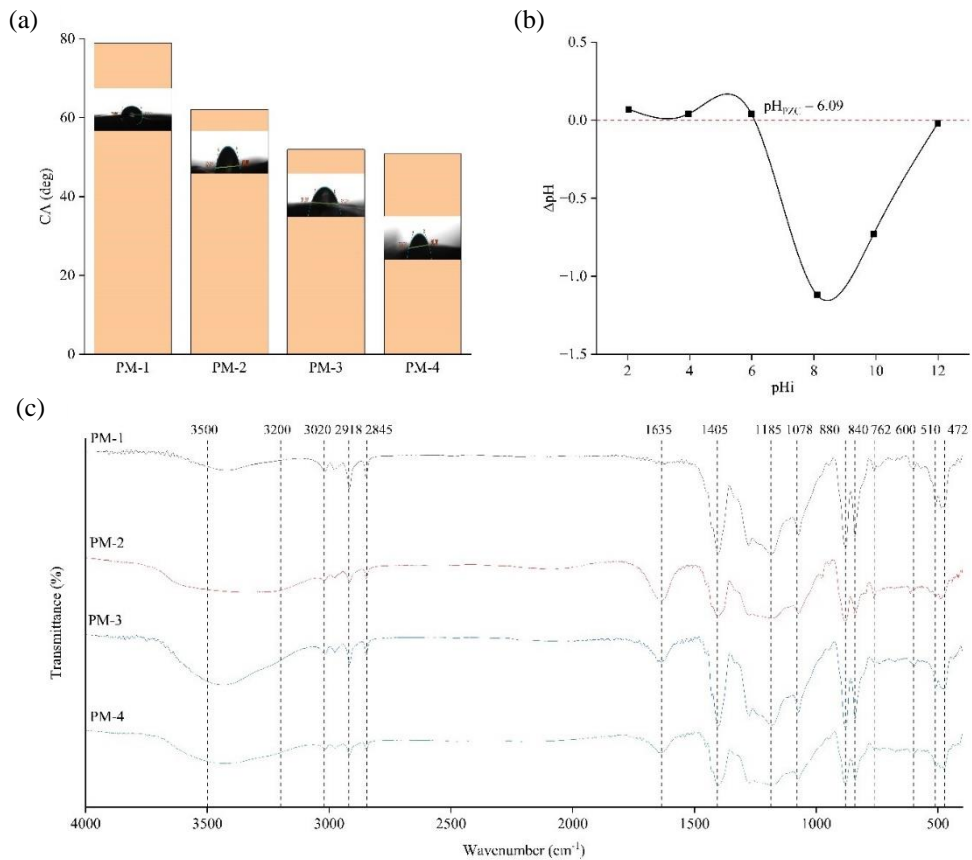 (a)
80
60
40
20
0
CA (deg)
PM-1 PM-2 PM-3 PM-4
(b)
0.5
0.0
−0.5
−1.0
−1.5
ΔpH
pH_PZC – 6.09
2 4 6 8 10 12
pHi
(c)
3500 3200 3020 2918 2845 1635 1405 1185 1078 880 840 762 600 510 472
PM-1
PM-2
PM-3
PM-4
Transmittance (%)
4000 3500 3000 2500 2000 1500 1000 500
Wavenumber (cm⁻¹)